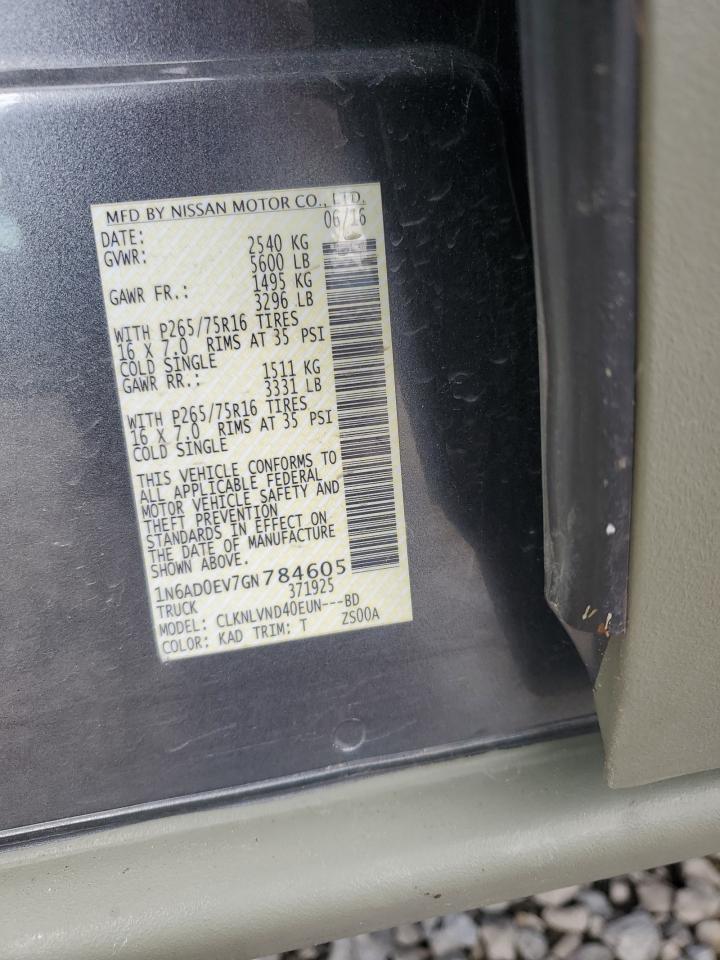 MFD BY NISSAN MOTOR CO., LTD.
DATE: 06/16
GVWR: 2540 KG
5600 LB
GAWR FR.: 1495 KG
3296 LB
WITH P265/75R16 TIRES
16 X 7.0 RIMS AT 35 PSI
COLD SINGLE
GAWR RR.: 1511 KG
3331 LB
WITH P265/75R16 TIRES
16 X 7.0 RIMS AT 35 PSI
COLD SINGLE
THIS VEHICLE CONFORMS TO
ALL APPLICABLE FEDERAL
MOTOR VEHICLE SAFETY AND
THEFT PREVENTION
STANDARDS IN EFFECT ON
THE DATE OF MANUFACTURE
SHOWN ABOVE.
1N6AD0EV7GN784605
TRUCK 371925
MODEL: CLKNLVND40EUN---BD
COLOR: KAD TRIM: T ZS00A